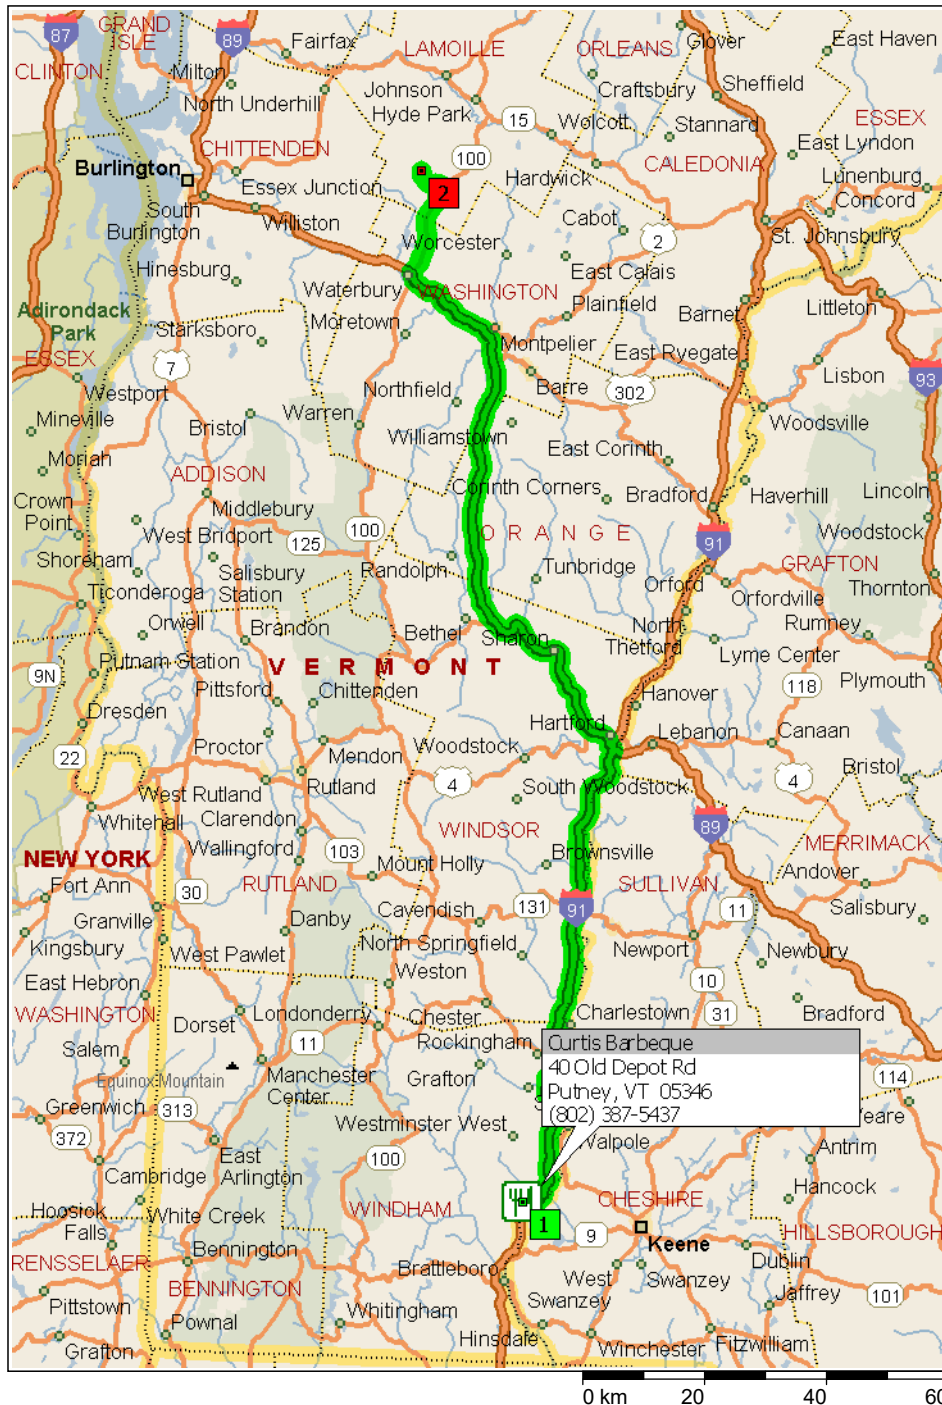 GRAND
ISLE
87
89
Fairfax
LAMOILLE
ORLEANS
Glover
East Haven
CLINTON
Milton
Johnson
Craftsbury
Sheffield
North Underhill
Hyde Park
15
Wolcott
Stannard
ESSEX
CHITTENDEN
100
East Lyndon
Burlington
Essex Junction
2
Hardwick
CALEDONIA
Lunenburg
Concord
South
Burlington
Williston
Cabot
2
St. Johnsbury
Worcester
Hinesburg
East Calais
Waterbury
WASHINGTON
Plainfield
Barnet
Littleton
Adirondack
Park
Starksboro
Moretown
Montpelier
East Ryegate
ESSEX
7
Barre
302
Lisbon
93
Westport
Northfield
Mineville
Bristol
Warren
Williamstown
Woodsville
Moriah
East Corinth
ADDISON
Corinth Corners
Bradford
Haverhill
Lincoln
Crown
Point
Middlebury
West Bridport
125
100
ORANGE
91
Woodstock
Shoreham
Salisbury
Station
Randolph
Tunbridge
GRAFTON
Ticonderoga
Orford
Orfordville
Thornton
Orwell
Brandon
Bethel
Sharon
North
Thetford
Rumney
9N
Putnam Station
VERMONT
Lyme Center
Pittsford
Chittenden
118
Plymouth
Dresden
Hanover
22
Proctor
Mendon
Woodstock
Hartford
Lebanon
Canaan
4
4
Bristol
West Rutland
Rutland
South Woodstock
Whitehall
Clarendon
WINDSOR
89
MERRIMACK
NEW YORK
Wallingford
103
Mount Holly
Brownsville
Andover
Fort Ann
30
RUTLAND
SULLIVAN
Granville
Danby
Cavendish
131
91
11
Salisbury
Kingsbury
West Pawlet
North Springfield
Newport
Newbury
East Hebron
Weston
10
WASHINGTON
Dorset
Londonderry
Chester
Charlestown
31
Bradford
Salem
11
Rockingham
Curtis Barbeque
40 Old Depot Rd
Putney, VT 05346
(802) 387-5437
Equinox Mountain
Manchester
Center
Grafton
114
Greenwich
313
Westminster West
Walpole
eare
372
East
Arlington
100
Antrim
Cambridge
Hoosick
Falls
White Creek
WINDHAM
CHESHIRE
Hancock
1
9
Keene
HILLSBOROUGH
RENSSELAER
Bennington
Brattleboro
West
Swanzey
Swanzey
Dublin
BENNINGTON
Jaffrey
101
Pittstown
Whitingham
Pownal
Hinsdale
Winchester
Fitzwilliam
Grafton
0 km
20
40
60